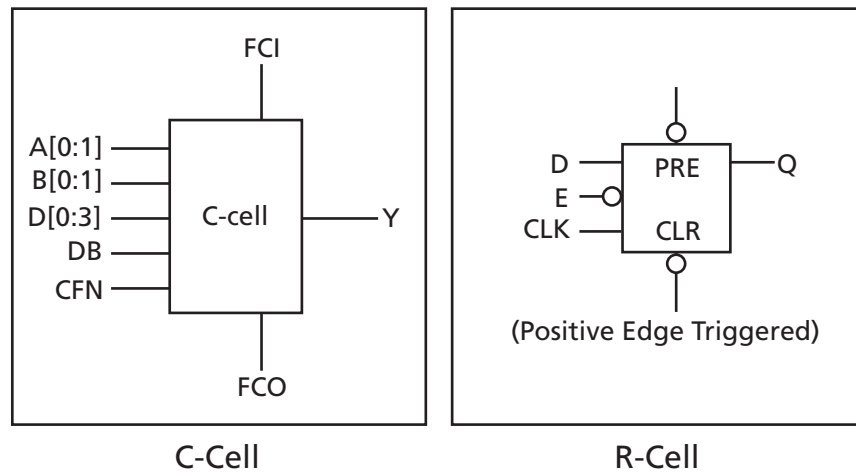 FCI
A[0:1]
B[0:1]
D[0:3]
DB
CFN
C-cell
Y
FCO
C-Cell
D
E
CLK
PRE
CLR
Q
(Positive Edge Triggered)
R-Cell